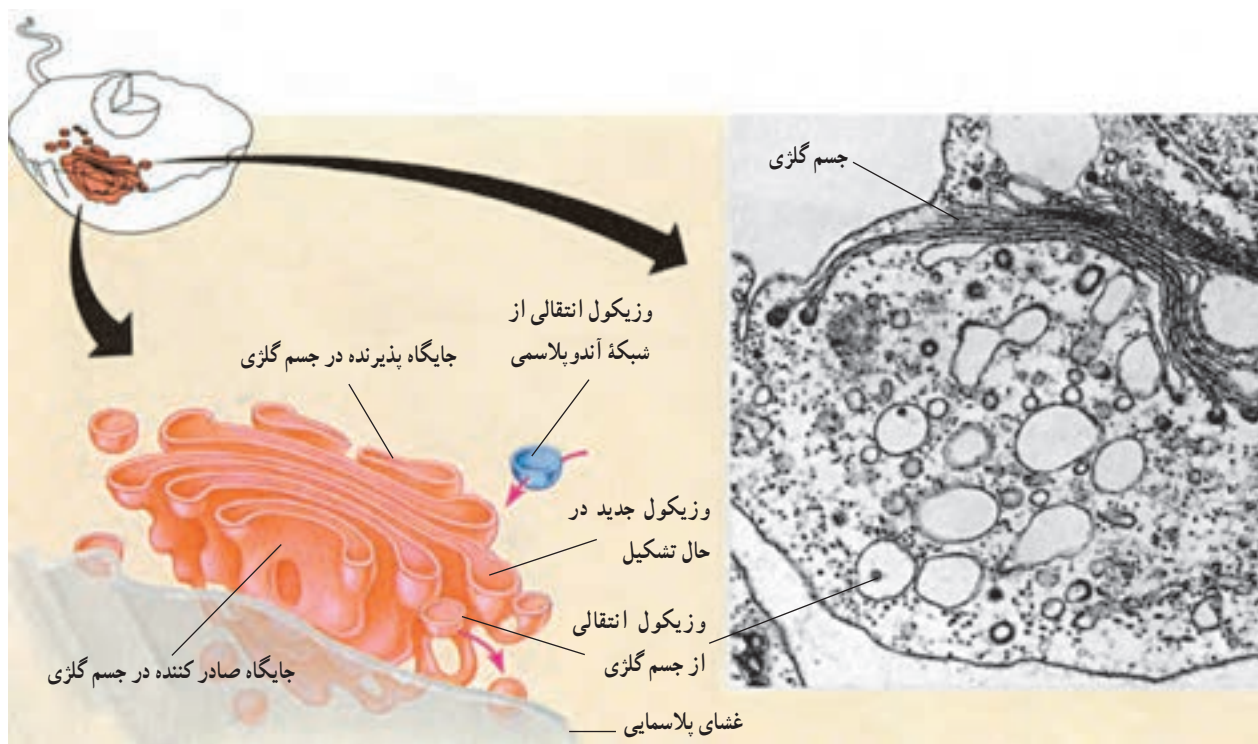 جسم گلژی
وزیکول انتقالی از
شبکهٔ آندوپلاسمی
جایگاه پذیرنده در جسم گلژی
وزیکول جدید در
حال تشکیل
وزیکول انتقالی
از جسم گلژی
جایگاه صادر کننده در جسم گلژی
غشای پلاسمایی